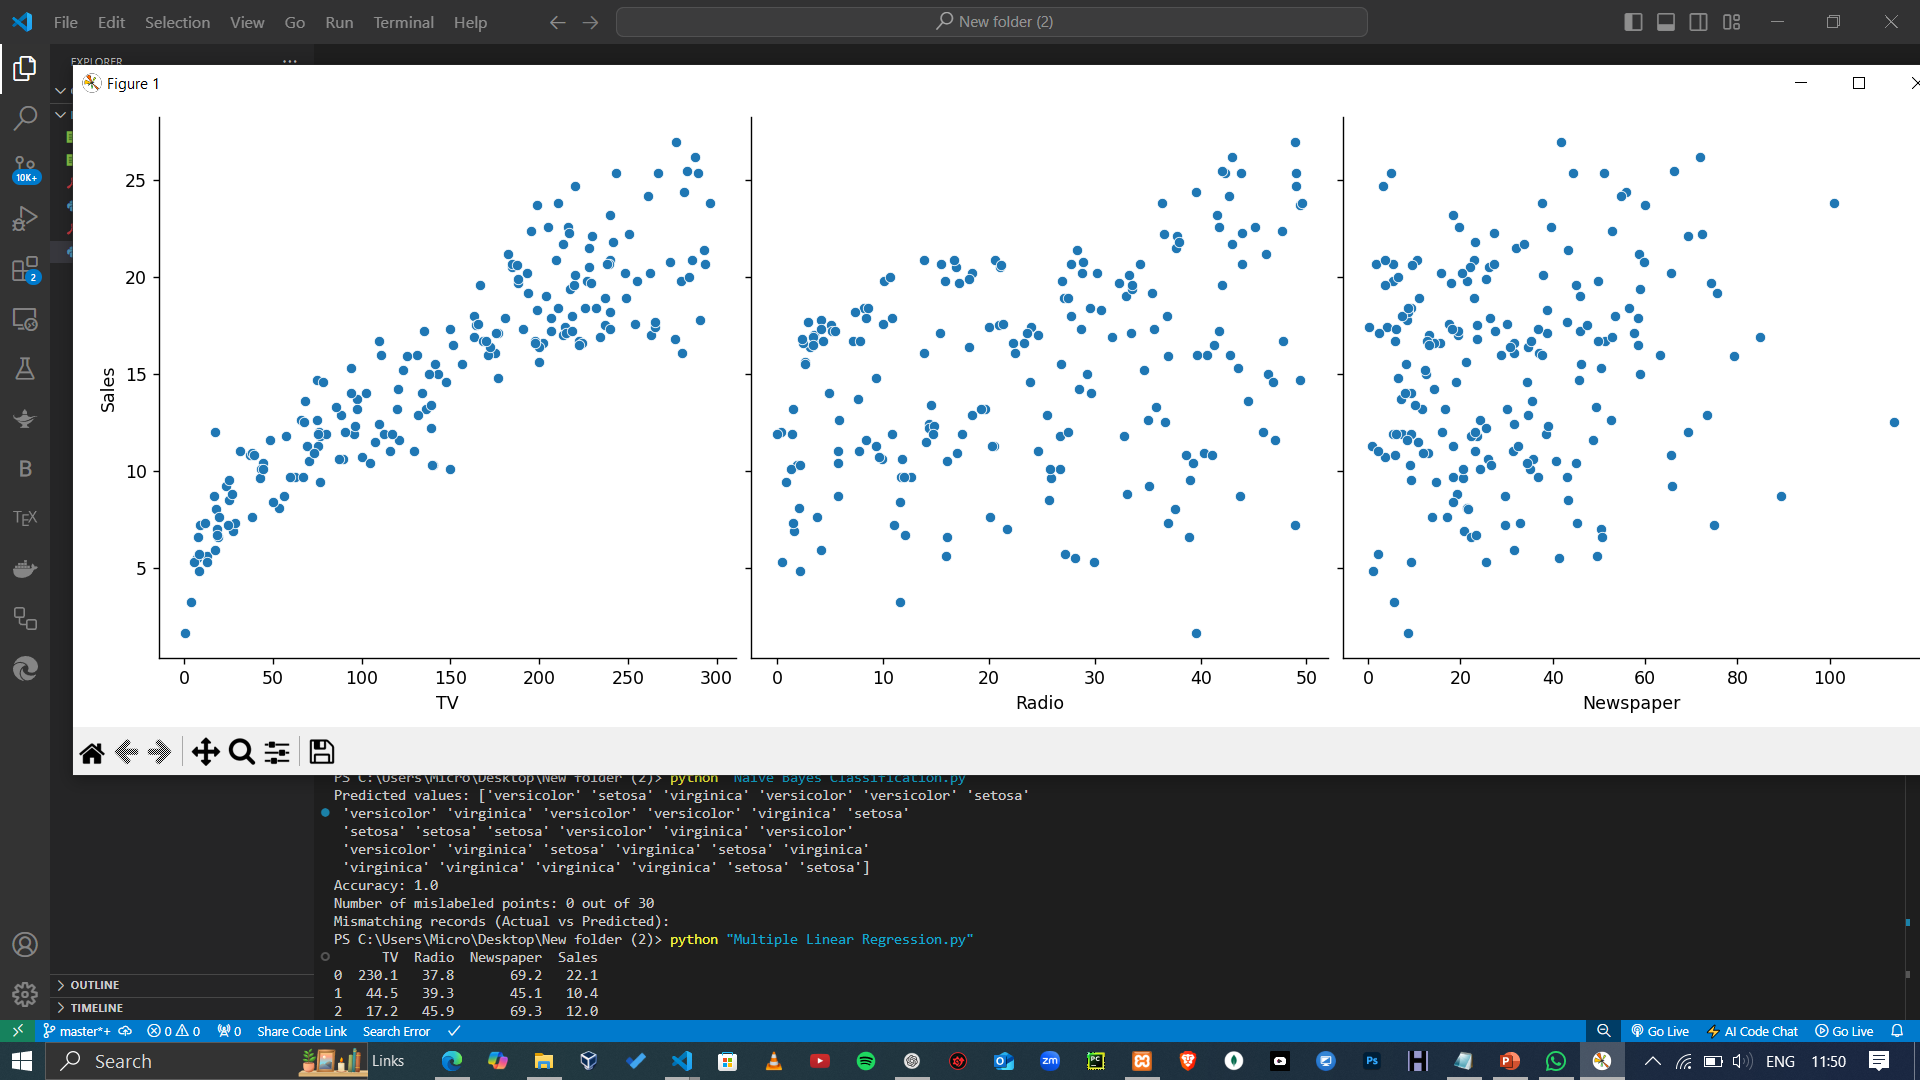 File Edit Selection View Go Run Terminal Help
New folder (2)
EXPLORER
Figure 1
10K+
2
25
20
15
10
5
Sales
0 50 100 150 200 250 300
TV
0 10 20 30 40 50
Radio
0 20 40 60 80 100
Newspaper
PS C:\Users\Micro\Desktop\New folder (2)> python "Naive Bayes Classification.py"
Predicted values: ['versicolor' 'setosa' 'virginica' 'versicolor' 'versicolor' 'setosa'
'versicolor' 'virginica' 'versicolor' 'versicolor' 'virginica' 'setosa'
'setosa' 'setosa' 'setosa' 'versicolor' 'virginica' 'versicolor'
'versicolor' 'virginica' 'setosa' 'virginica' 'setosa' 'virginica'
'virginica' 'virginica' 'virginica' 'virginica' 'setosa' 'setosa']
Accuracy: 1.0
Number of mislabeled points: 0 out of 30
Mismatching records (Actual vs Predicted):
PS C:\Users\Micro\Desktop\New folder (2)> python "Multiple Linear Regression.py"
TV Radio Newspaper Sales
0 230.1 37.8 69.2 22.1
1 44.5 39.3 45.1 10.4
2 17.2 45.9 69.3 12.0
OUTLINE
TIMELINE
master*+ 0 0 0 Share Code Link Search Error Go Live AI Code Chat Go Live
Search Links ENG 11:50